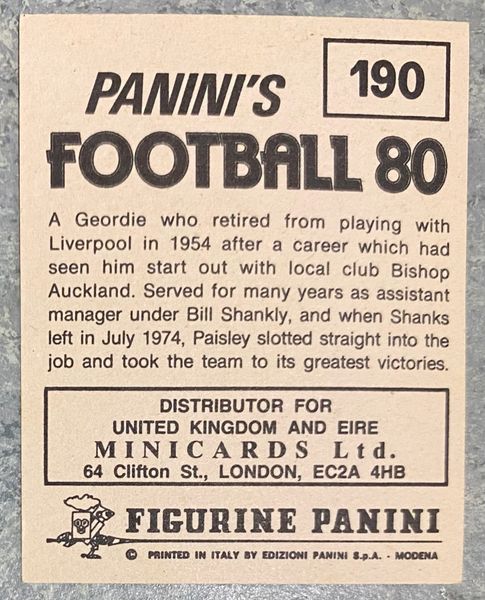 190
PANINI'S
FOOTBALL 80
A Geordie who retired from playing with
Liverpool in 1954 after a career which had
seen him start out with local club Bishop
Auckland. Served for many years as assistant
manager under Bill Shankly, and when Shanks
left in July 1974, Paisley slotted straight into the
job and took the team to its greatest victories.
DISTRIBUTOR FOR
UNITED KINGDOM AND EIRE
MINICARDS Ltd.
64 Clifton St., LONDON, EC2A 4HB
FIGURINE PANINI
© PRINTED IN ITALY BY EDIZIONI PANINI S.p.A. - MODENA